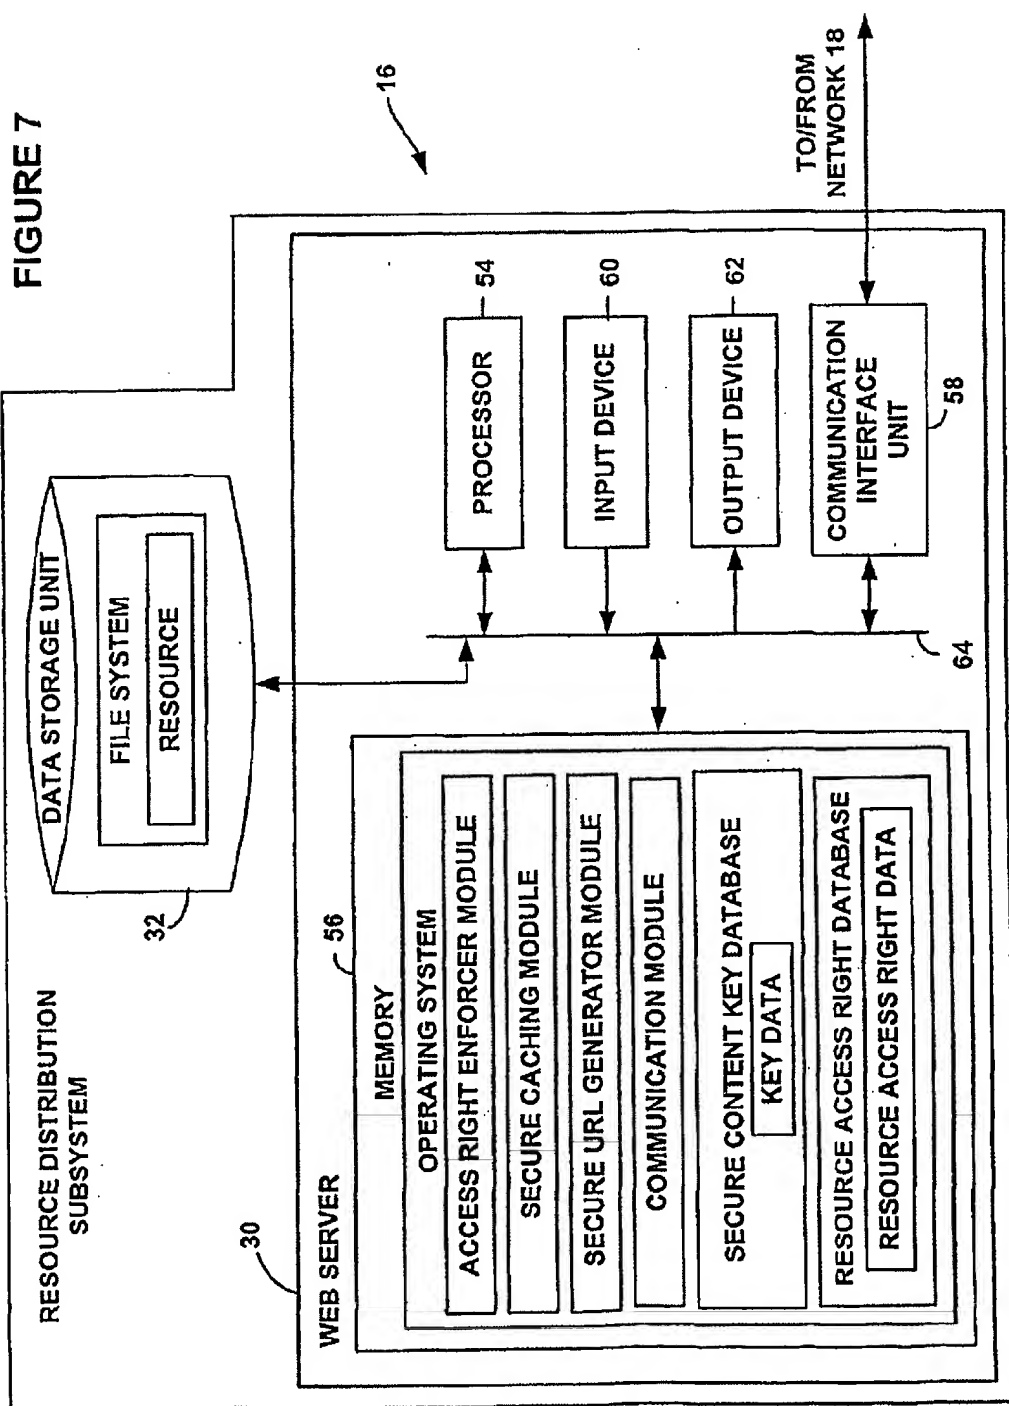 FIGURE 7
RESOURCE DISTRIBUTION
SUBSYSTEM
16
32
DATA STORAGE UNIT
FILE SYSTEM
RESOURCE
30
WEB SERVER
56
MEMORY
OPERATING SYSTEM
ACCESS RIGHT ENFORCER MODULE
SECURE CACHING MODULE
SECURE URL GENERATOR MODULE
COMMUNICATION MODULE
SECURE CONTENT KEY DATABASE
KEY DATA
RESOURCE ACCESS RIGHT DATABASE
RESOURCE ACCESS RIGHT DATA
PROCESSOR
54
INPUT DEVICE
60
OUTPUT DEVICE
62
COMMUNICATION
INTERFACE
UNIT
58
64
TO/FROM
NETWORK 18